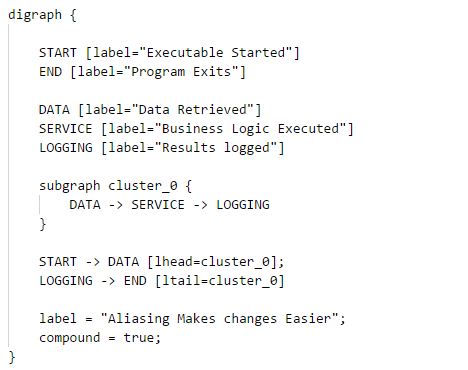 digraph {
START [label="Executable Started"]
END [label="Program Exits"]
DATA [label="Data Retrieved"]
SERVICE [label="Business Logic Executed"]
LOGGING [label="Results logged"]
subgraph cluster_0 {
DATA -> SERVICE -> LOGGING
}
START -> DATA [lhead=cluster_0];
LOGGING -> END [ltail=cluster_0]
label = "Aliasing Makes changes Easier";
compound = true;
}